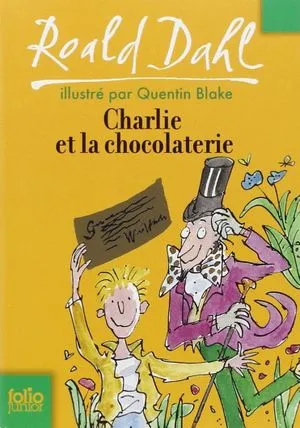 Roald Dahl
illustré par Quentin Blake
Charlie
et la chocolaterie
folio
junior